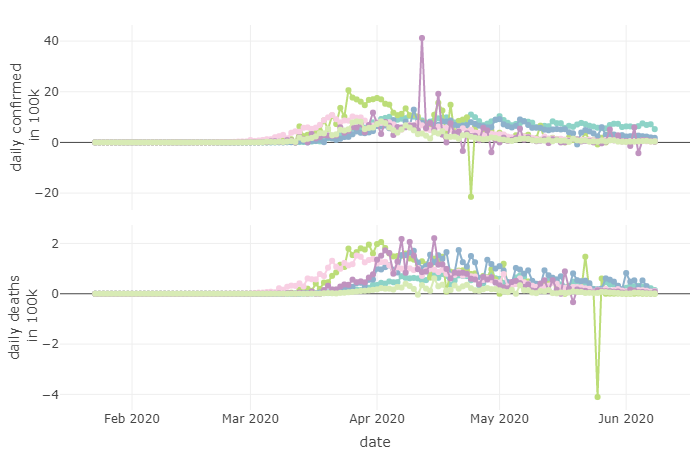 40
20
0
−20
daily confirmed
in 100k
2
0
−2
−4
daily deaths
in 100k
Feb 2020
Mar 2020
Apr 2020
May 2020
Jun 2020
date